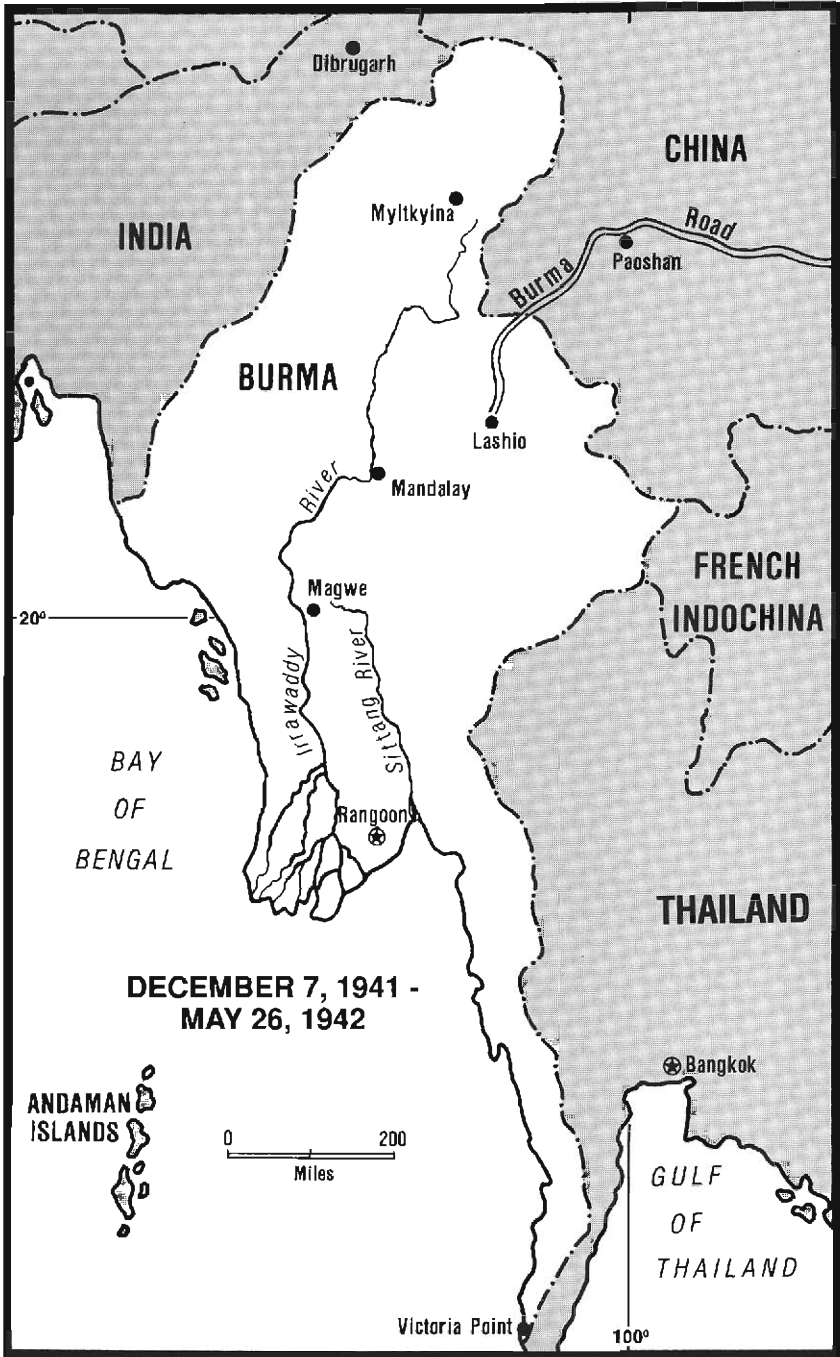 Dibrugarh
CHINA
Myitkyina
INDIA
Burma Road
Paoshan
BURMA
Lashio
River
Mandalay
FRENCH
INDOCHINA
Magwe
20°
Irrawaddy
Sittang River
BAY
OF
BENGAL
Rangoon
THAILAND
DECEMBER 7, 1941 -
MAY 26, 1942
Bangkok
ANDAMAN
ISLANDS
0 200
Miles
GULF
OF
THAILAND
Victoria Point
100°